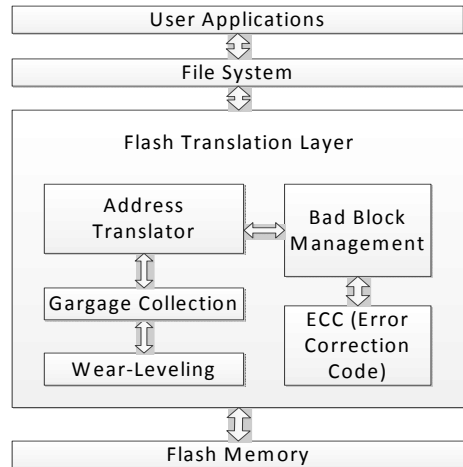 User Applications
File System
Flash Translation Layer
Address
Translator
Bad Block
Management
Gargage Collection
ECC (Error
Correction
Code)
Wear-Leveling
Flash Memory